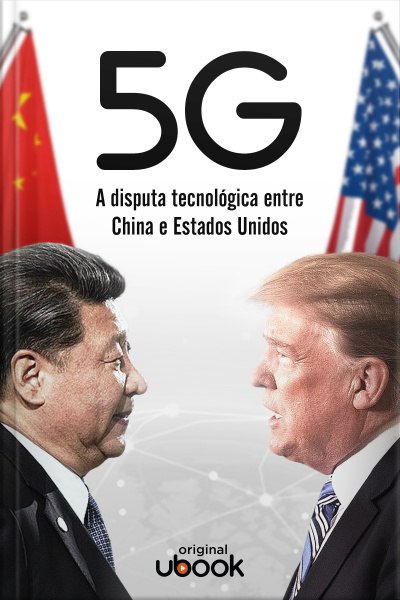 5G
A disputa tecnológica entre
China e Estados Unidos
original
ubook